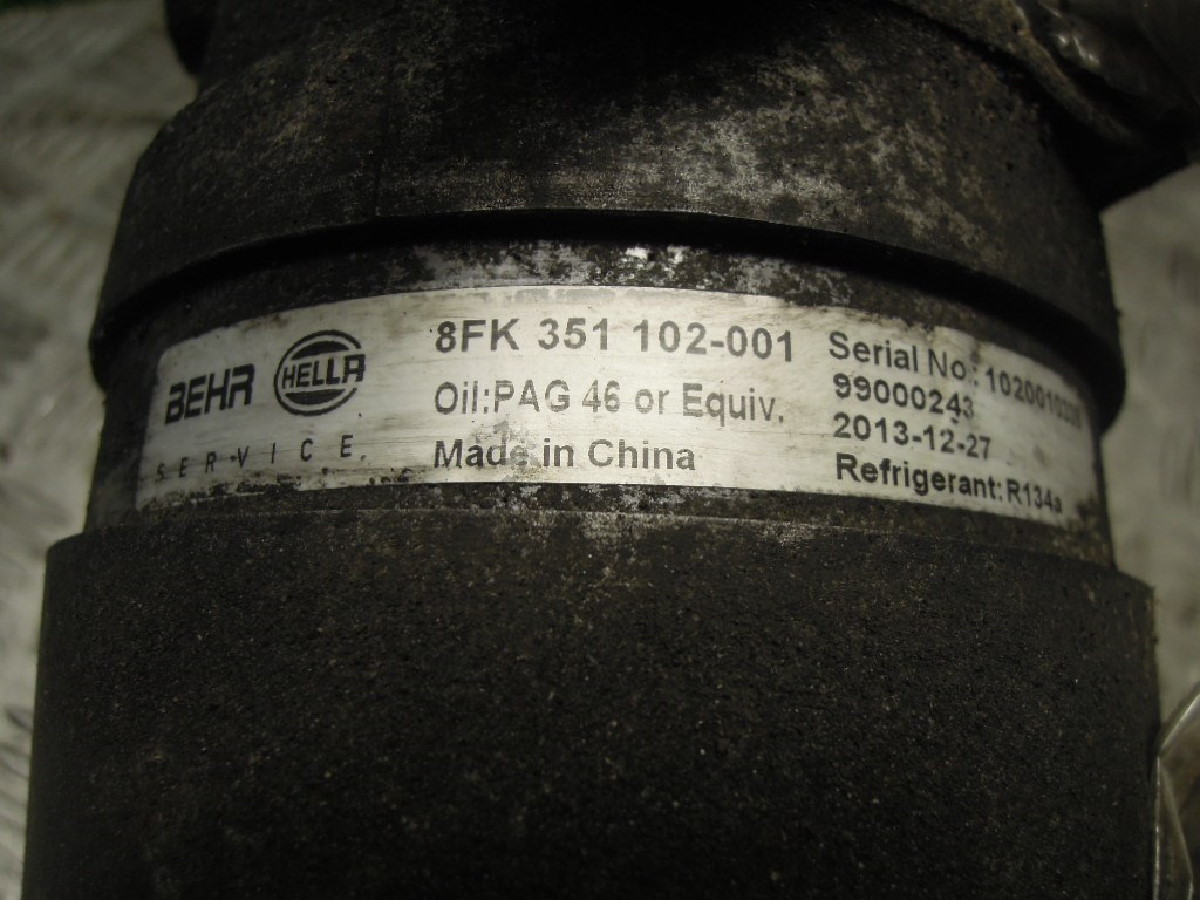 BEHR HELLA
SERVICE.
8FK 351 102-001
Oil:PAG 46 or Equiv.
Made in China
Serial No.:
99000243
2013-12-27
Refrigerant:R134a